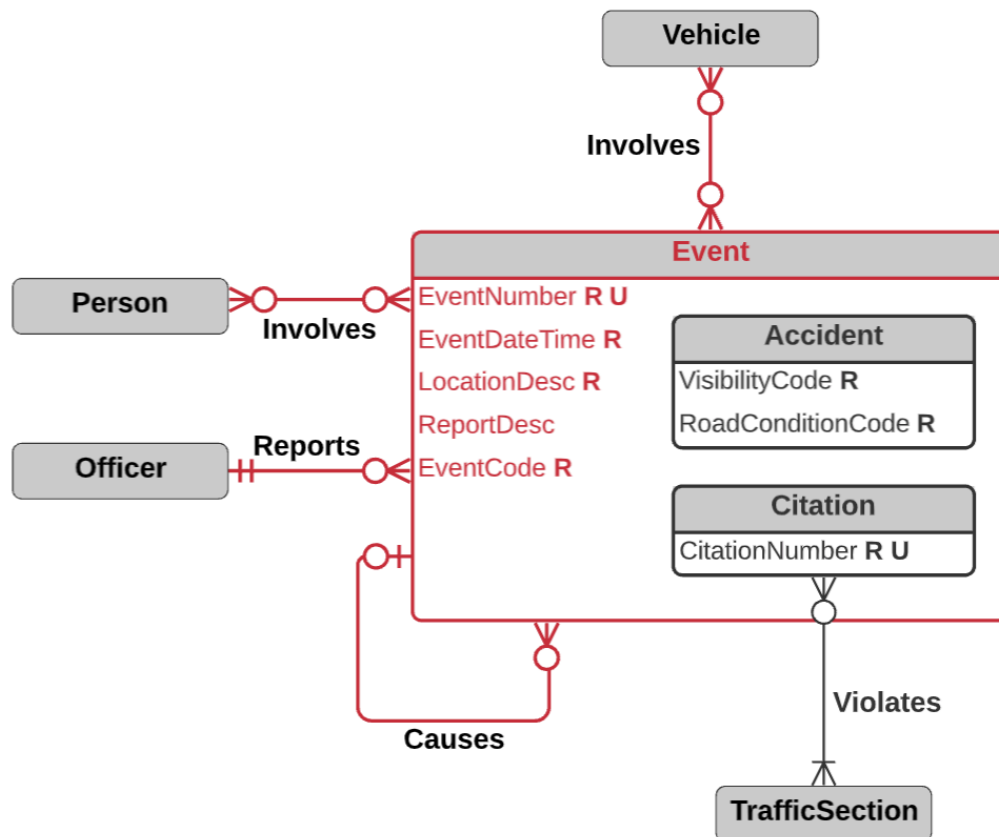 Vehicle
Involves
Event
Person
Involves
EventNumber R U
EventDateTime R
LocationDesc R
ReportDesc
EventCode R
Accident
VisibilityCode R
RoadConditionCode R
Officer
Reports
Citation
CitationNumber R U
Causes
Violates
TrafficSection